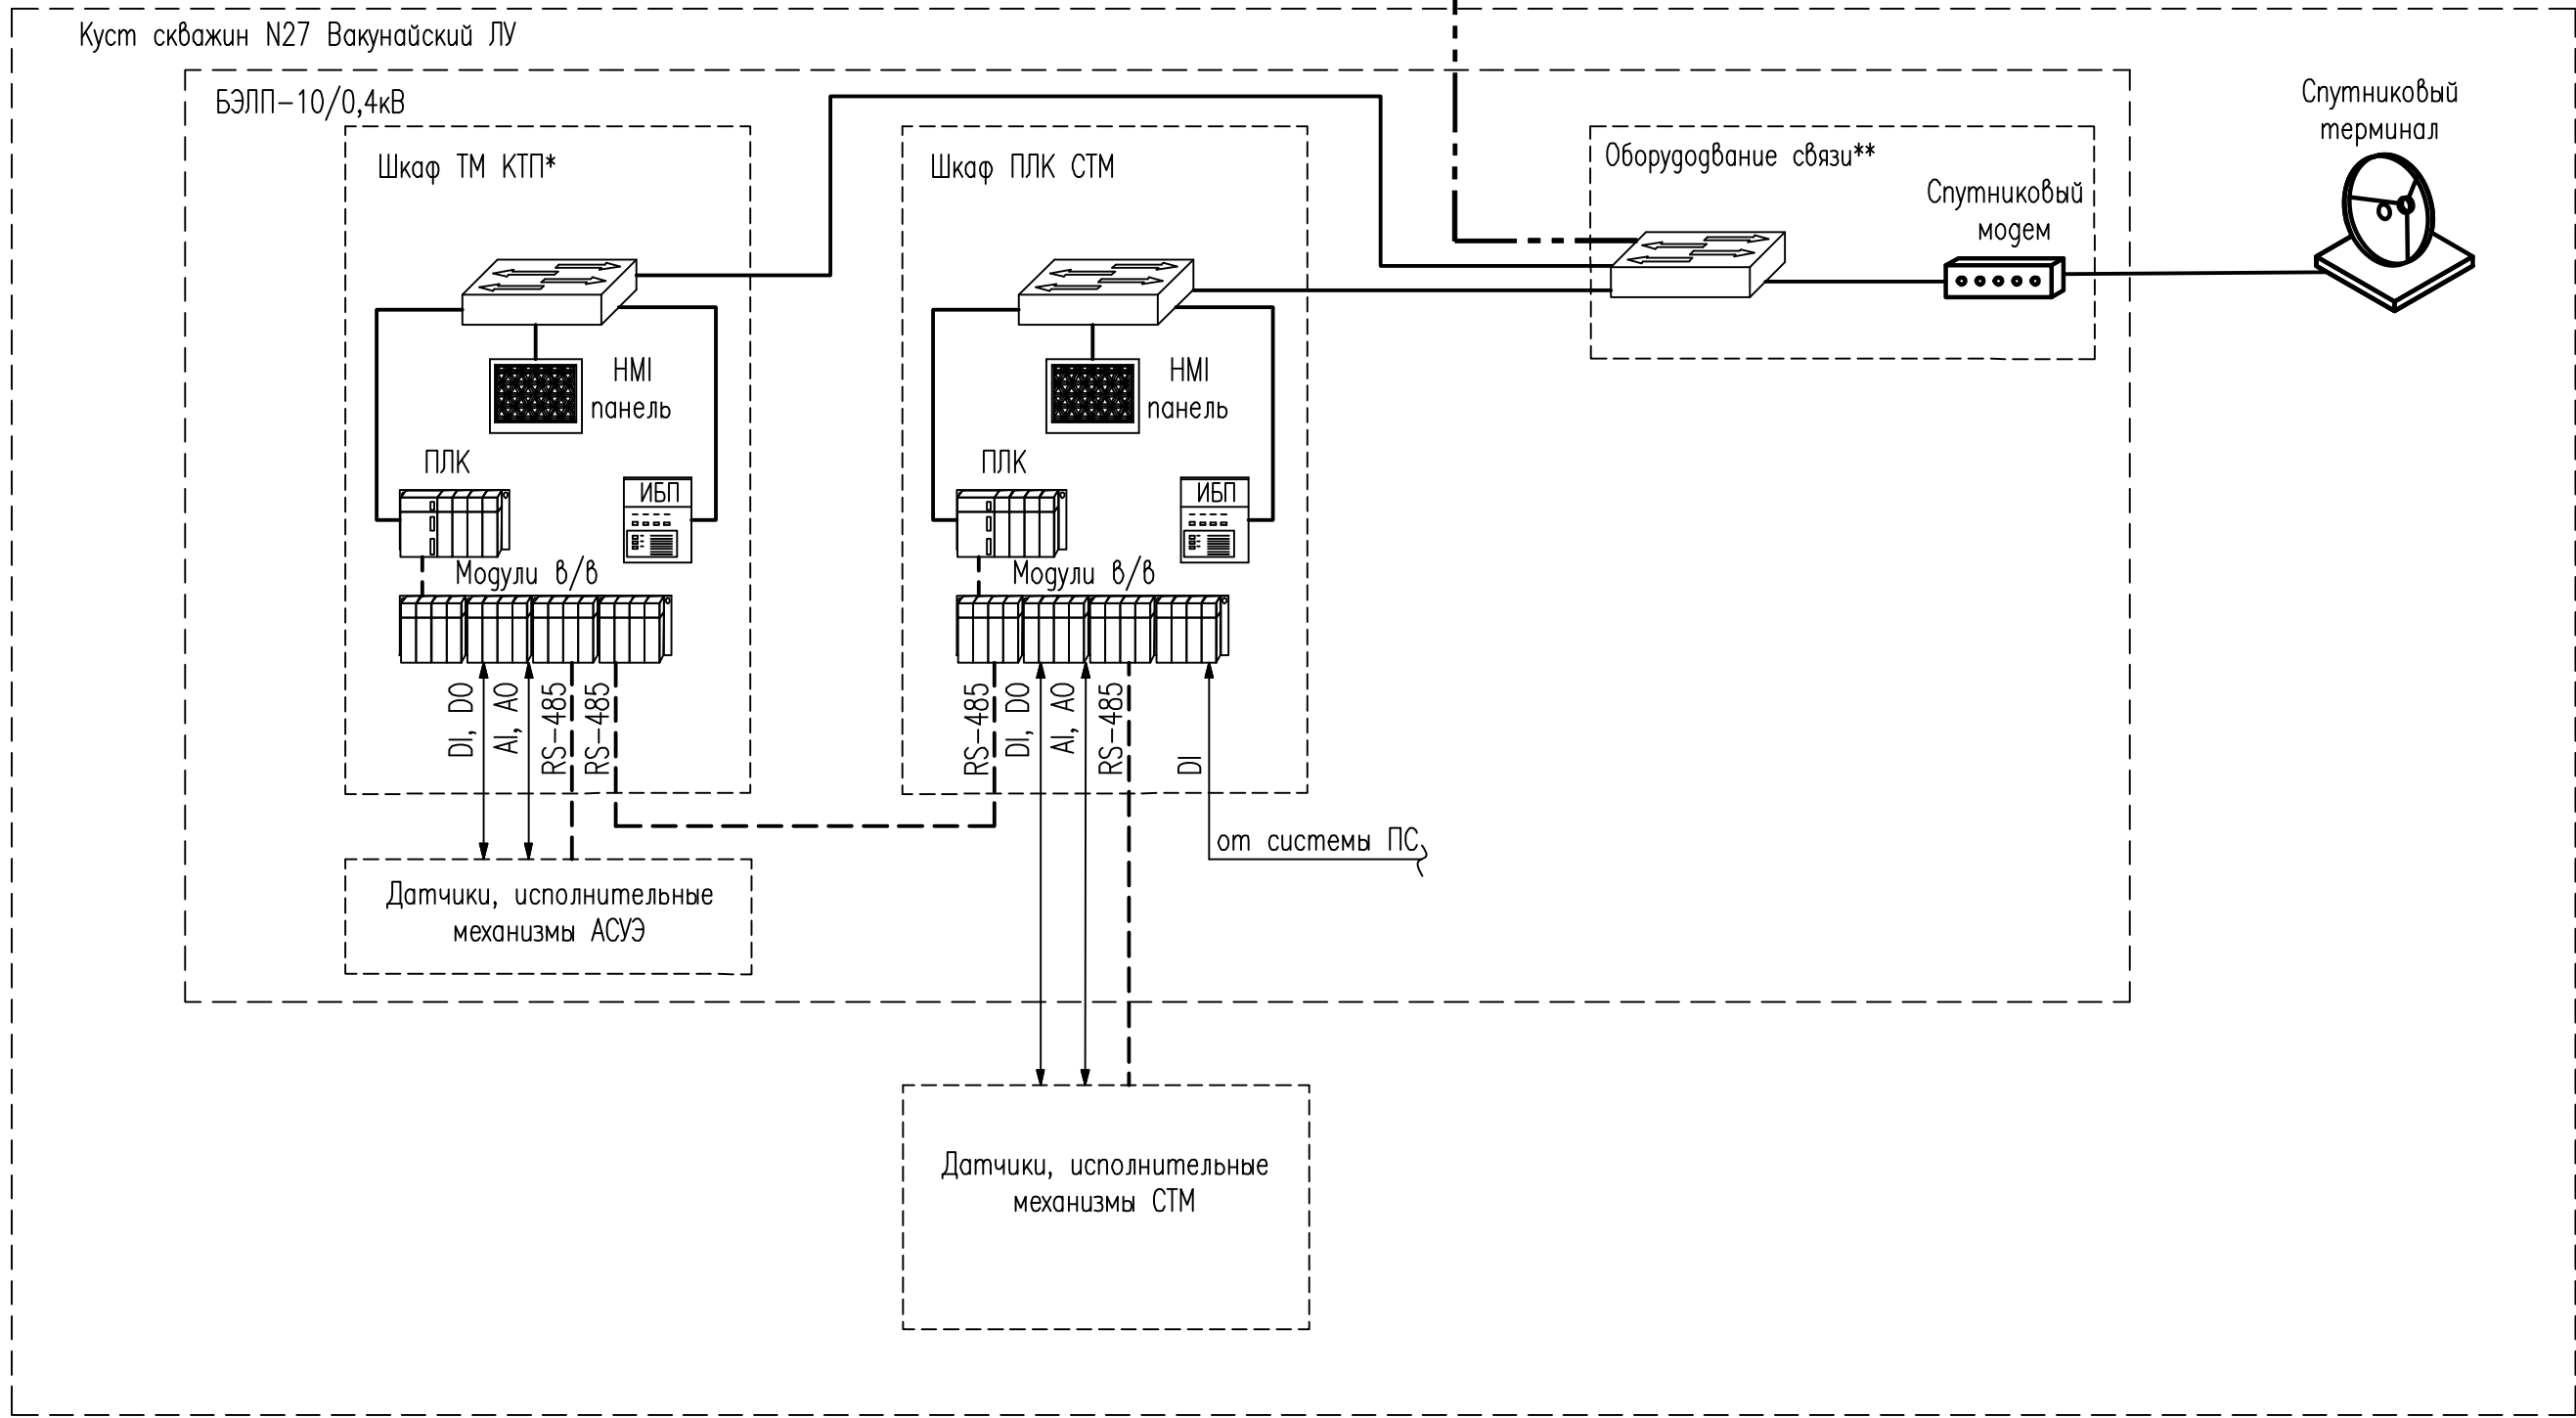 Куст скважин N27 Вакунайский ЛУ
БЭЛП-10/0,4кВ
Шкаф ТМ КТП*
Шкаф ПЛК СТМ
Оборудодвание связи**
Спутниковый
модем
Спутниковый
терминал
HMI
панель
ПЛК
ИБП
Модули в/в
DI, DO
AI, AO
RS-485
RS-485
HMI
панель
ПЛК
ИБП
Модули в/в
RS-485
DI, DO
AI, AO
RS-485
DI
от системы ПС
Датчики, исполнительные
механизмы АСУЭ
Датчики, исполнительные
механизмы СТМ